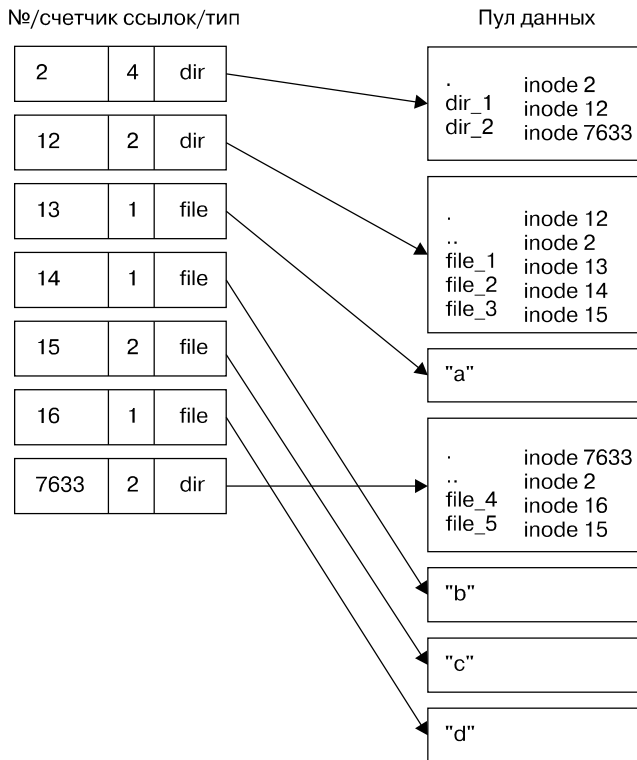 №/счетчик ссылок/тип
Пул данных
2 4 dir
12 2 dir
13 1 file
14 1 file
15 2 file
16 1 file
7633 2 dir
. inode 2
dir_1 inode 12
dir_2 inode 7633
. inode 12
.. inode 2
file_1 inode 13
file_2 inode 14
file_3 inode 15
"a"
. inode 7633
.. inode 2
file_4 inode 16
file_5 inode 15
"b"
"c"
"d"